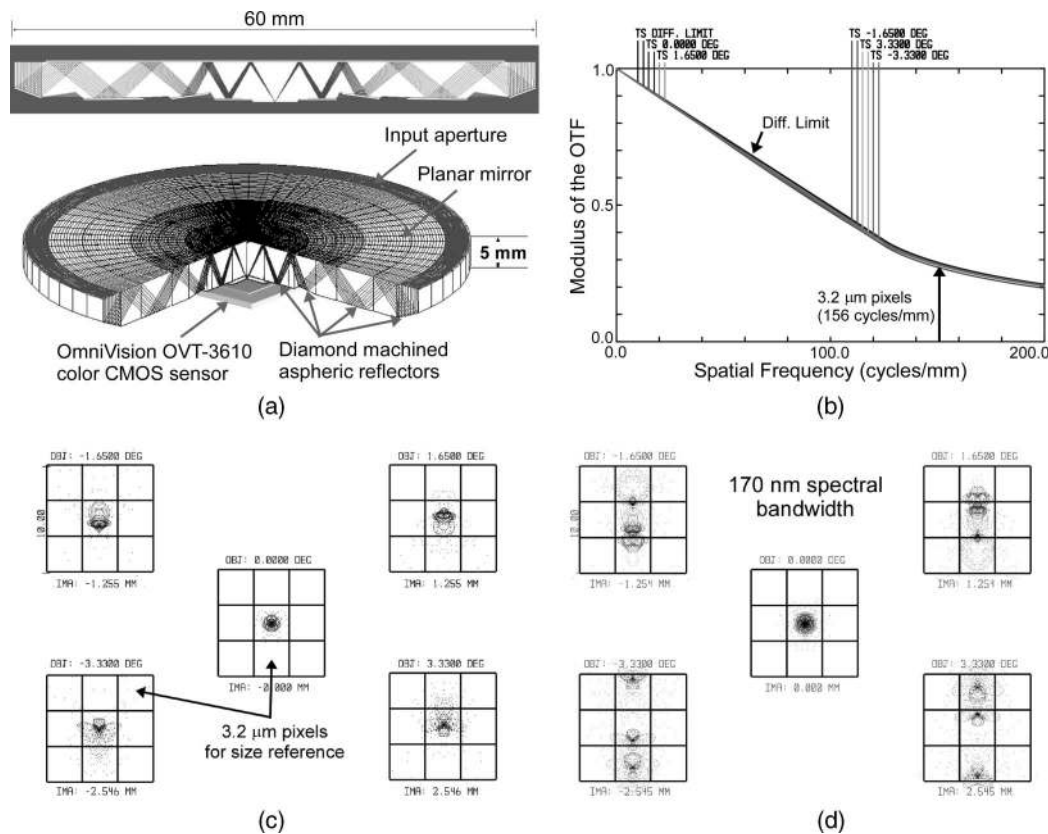 60 mm
Input aperture
Planar mirror
5 mm
OmniVision OVT-3610
color CMOS sensor
Diamond machined
aspheric reflectors
(a)
TS DIFF. LIMIT
TS 0.0000 DEG
TS 1.6500 DEG
TS -1.6500 DEG
TS 3.3300 DEG
TS -3.3300 DEG
1.0
0.5
0.0
Modulus of the OTF
Diff. Limit
3.2 µm pixels
(156 cycles/mm)
0.0
100.0
200.0
Spatial Frequency (cycles/mm)
(b)
OBJ: -1.6500 DEG
10.00
IMA: -1.255 MM
OBJ: 1.6500 DEG
IMA: 1.255 MM
OBJ: 0.0000 DEG
IMA: -0.000 MM
OBJ: -3.3300 DEG
IMA: -2.546 MM
OBJ: 3.3300 DEG
IMA: 2.546 MM
3.2 µm pixels
for size reference
(c)
OBJ: -1.6500 DEG
10.00
IMA: -1.254 MM
170 nm spectral
bandwidth
OBJ: 1.6500 DEG
IMA: 1.254 MM
OBJ: 0.0000 DEG
IMA: 0.000 MM
OBJ: -3.3300 DEG
IMA: -2.545 MM
OBJ: 3.3300 DEG
IMA: 2.545 MM
(d)